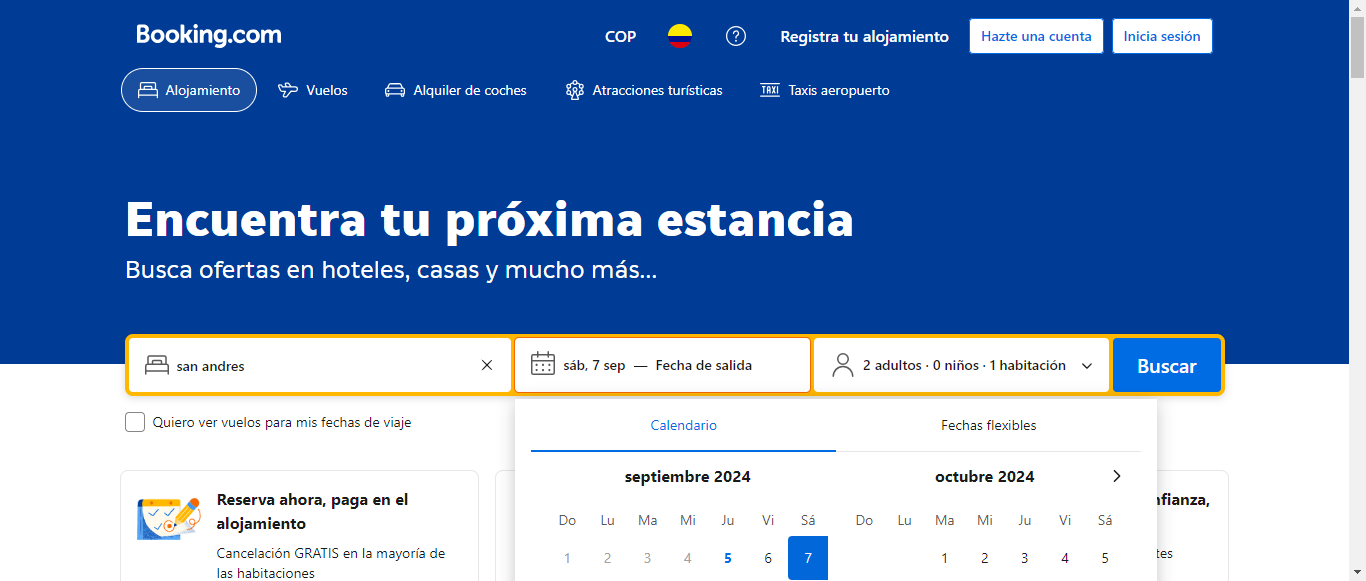 Booking.com
COP
Registra tu alojamiento
Hazte una cuenta
Inicia sesión
Alojamiento
Vuelos
Alquiler de coches
Atracciones turísticas
TAXI
Taxis aeropuerto
Encuentra tu próxima estancia
Busca ofertas en hoteles, casas y mucho más...
san andres
sáb, 7 sep — Fecha de salida
2 adultos · 0 niños · 1 habitación
Buscar
Quiero ver vuelos para mis fechas de viaje
Calendario
Fechas flexibles
septiembre 2024
Do Lu Ma Mi Ju Vi Sá
1 2 3 4 5 6 7
octubre 2024
Do Lu Ma Mi Ju Vi Sá
1 2 3 4 5
Reserva ahora, paga en el
alojamiento
Cancelación GRATIS en la mayoría de
las habitaciones
nfianza,
tes